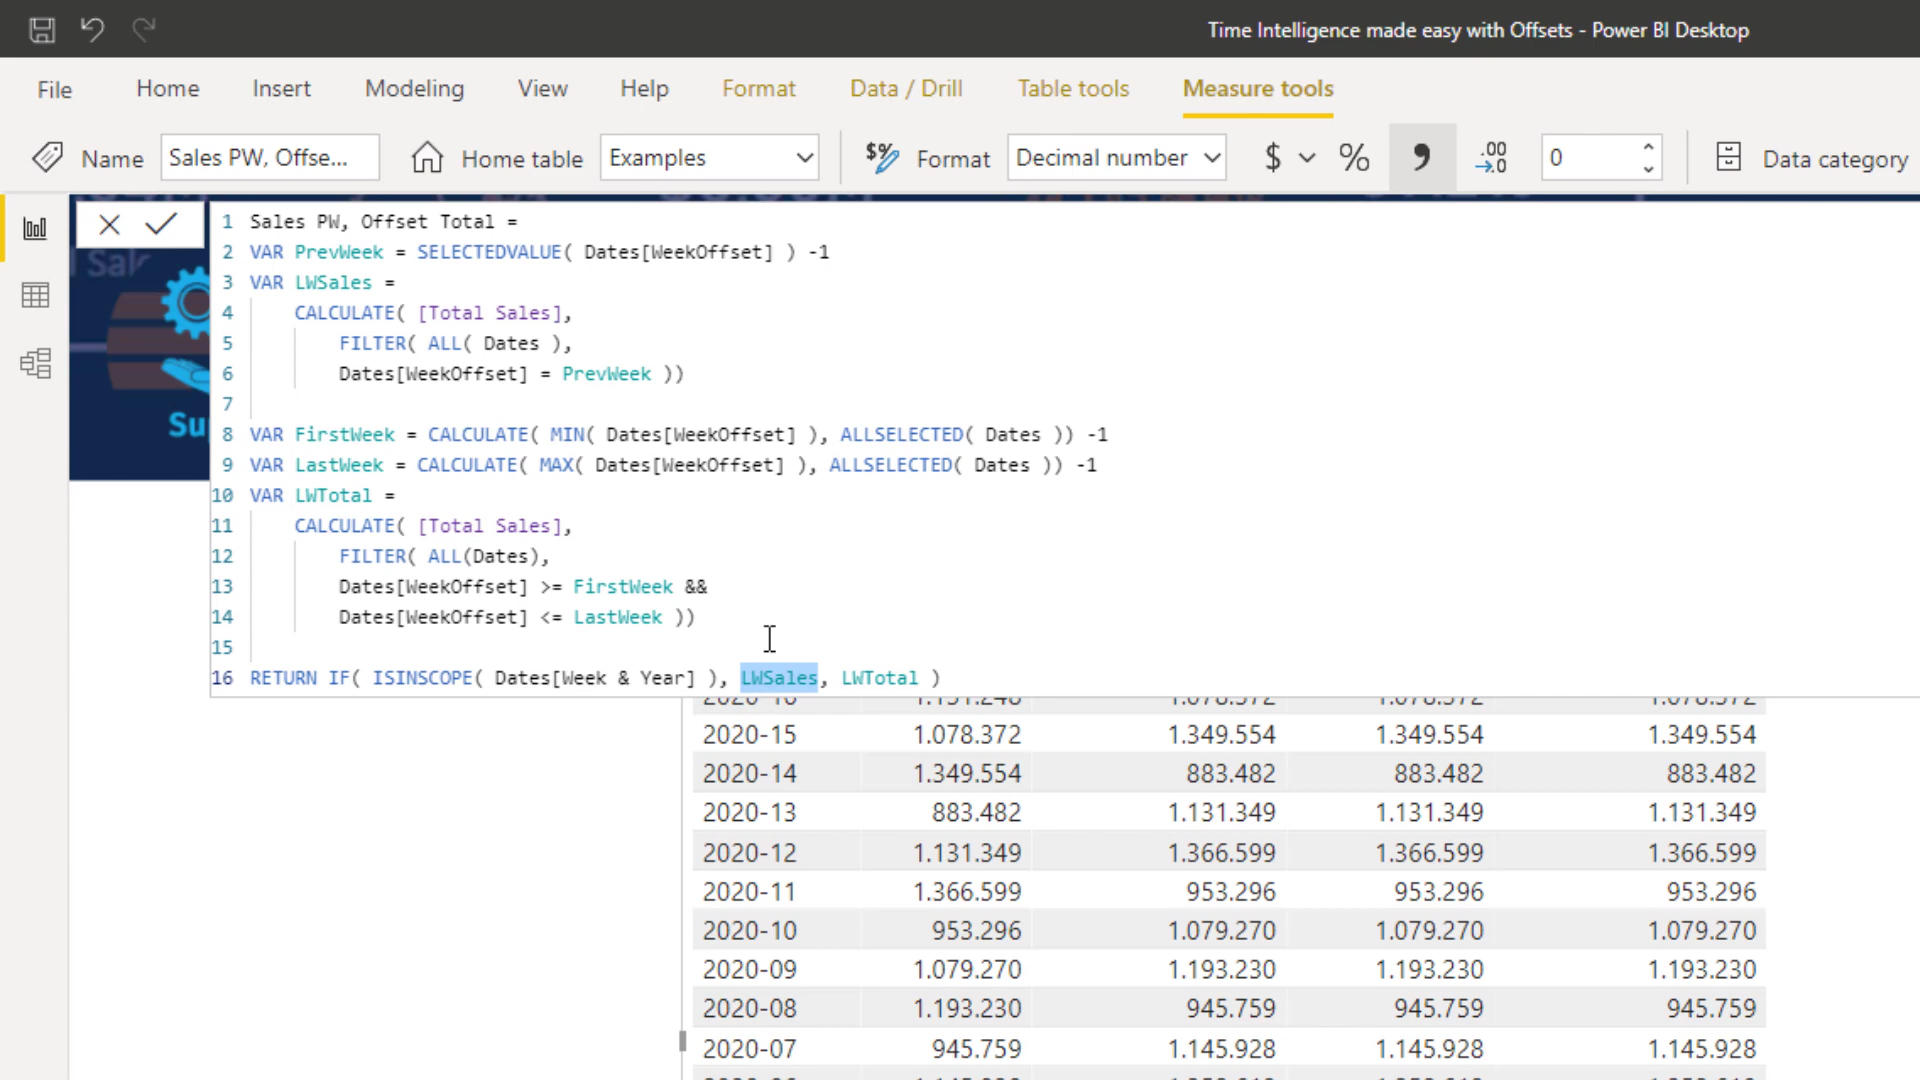 Time Intelligence made easy with Offsets - Power BI Desktop
File Home Insert Modeling View Help Format Data / Drill Table tools Measure tools
Name Sales PW, Offse... Home table Examples $% Format Decimal number $ % , .00 →.0 0 Data category
1 Sales PW, Offset Total =
2 VAR PrevWeek = SELECTEDVALUE( Dates[WeekOffset] ) -1
3 VAR LWSales =
4 CALCULATE( [Total Sales],
5 FILTER( ALL( Dates ),
6 Dates[WeekOffset] = PrevWeek ))
7
8 VAR FirstWeek = CALCULATE( MIN( Dates[WeekOffset] ), ALLSELECTED( Dates )) -1
9 VAR LastWeek = CALCULATE( MAX( Dates[WeekOffset] ), ALLSELECTED( Dates )) -1
10 VAR LWTotal =
11 CALCULATE( [Total Sales],
12 FILTER( ALL(Dates),
13 Dates[WeekOffset] >= FirstWeek &&
14 Dates[WeekOffset] <= LastWeek ))
15
16 RETURN IF( ISINSCOPE( Dates[Week & Year] ), LWSales, LWTotal )
2020-15 1.078.372 1.349.554 1.349.554 1.349.554
2020-14 1.349.554 883.482 883.482 883.482
2020-13 883.482 1.131.349 1.131.349 1.131.349
2020-12 1.131.349 1.366.599 1.366.599 1.366.599
2020-11 1.366.599 953.296 953.296 953.296
2020-10 953.296 1.079.270 1.079.270 1.079.270
2020-09 1.079.270 1.193.230 1.193.230 1.193.230
2020-08 1.193.230 945.759 945.759 945.759
2020-07 945.759 1.145.928 1.145.928 1.145.928